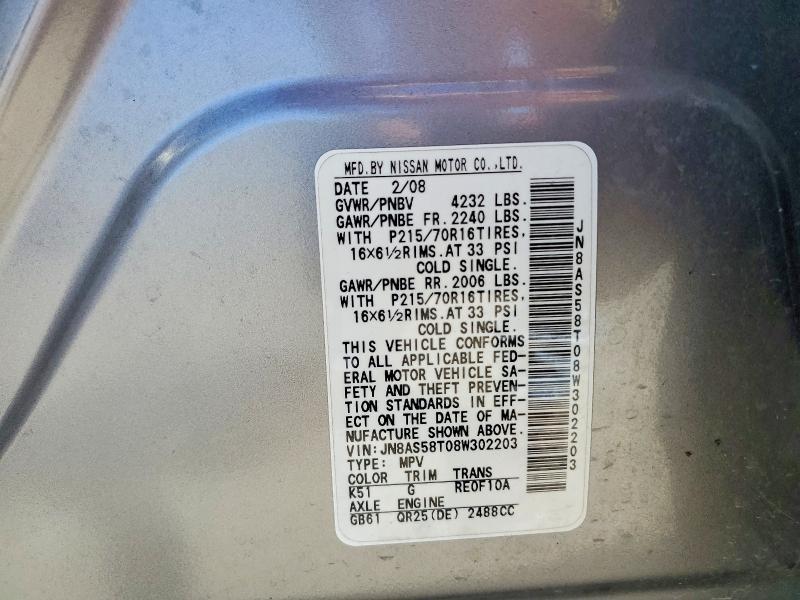 MFD.BY NISSAN MOTOR CO.,LTD.
DATE 2/08
GVWR/PNBV 4232 LBS.
GAWR/PNBE FR. 2240 LBS.
WITH P215/70R16TIRES,
16×6½RIMS.AT 33 PSI
COLD SINGLE.
GAWR/PNBE RR. 2006 LBS.
WITH P215/70R16TIRES,
16×6½RIMS.AT 33 PSI
COLD SINGLE.
THIS VEHICLE CONFORMS
TO ALL APPLICABLE FED-
ERAL MOTOR VEHICLE SA-
FETY AND THEFT PREVEN-
TION STANDARDS IN EFF-
ECT ON THE DATE OF MA-
NUFACTURE SHOWN ABOVE.
VIN:JN8AS58T08W302203
TYPE: MPV
COLOR TRIM TRANS
K51 G RE0F10A
AXLE ENGINE
GB61 QR25(DE) 2488CC
JN8AS58T08W302203